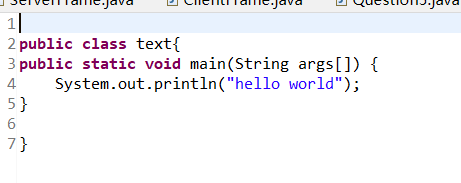 ServerFrame.java ClientFrame.java Question5.java
1
2 public class text{
3 public static void main(String args[]) {
4 System.out.println("hello world");
5 }
6
7 }